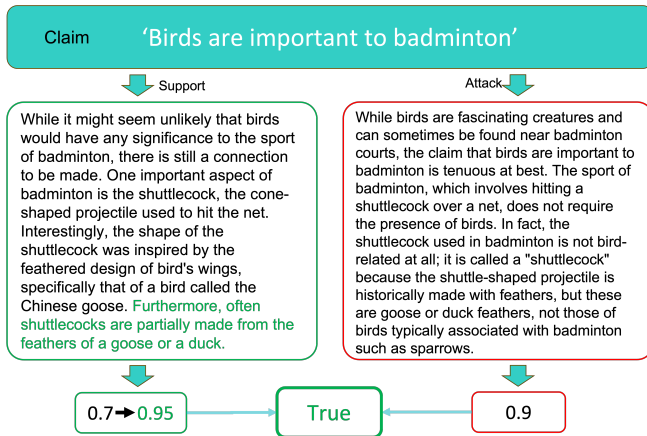 Claim 'Birds are important to badminton'
Support
Attack
While it might seem unlikely that birds
would have any significance to the sport
of badminton, there is still a connection
to be made. One important aspect of
badminton is the shuttlecock, the cone-
shaped projectile used to hit the net.
Interestingly, the shape of the
shuttlecock was inspired by the
feathered design of bird's wings,
specifically that of a bird called the
Chinese goose. Furthermore, often
shuttlecocks are partially made from the
feathers of a goose or a duck.
While birds are fascinating creatures and
can sometimes be found near badminton
courts, the claim that birds are important to
badminton is tenuous at best. The sport of
badminton, which involves hitting a
shuttlecock over a net, does not require
the presence of birds. In fact, the
shuttlecock used in badminton is not bird-
related at all; it is called a "shuttlecock"
because the shuttle-shaped projectile is
historically made with feathers, but these
are goose or duck feathers, not those of
birds typically associated with badminton
such as sparrows.
0.7 → 0.95
True
0.9